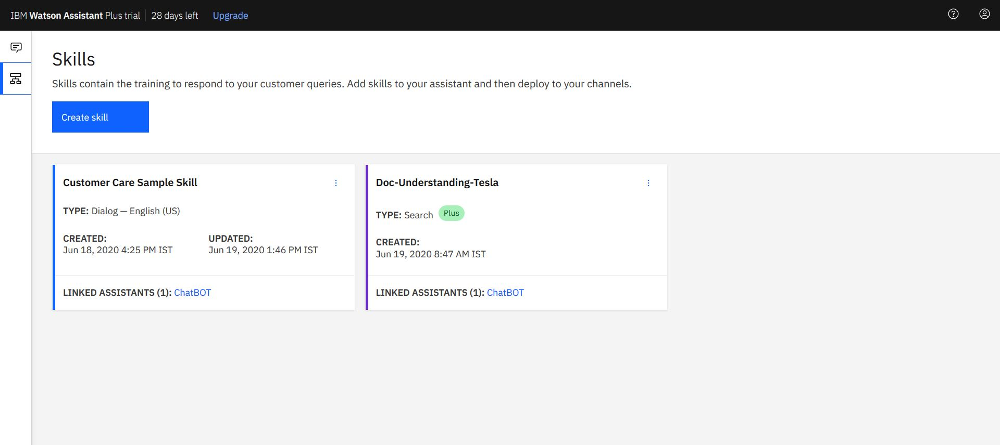 IBM Watson Assistant Plus trial 28 days left Upgrade
Skills
Skills contain the training to respond to your customer queries. Add skills to your assistant and then deploy to your channels.
Create skill
Customer Care Sample Skill
TYPE: Dialog — English (US)
CREATED: UPDATED:
Jun 18, 2020 4:25 PM IST Jun 19, 2020 1:46 PM IST
LINKED ASSISTANTS (1): ChatBOT
Doc-Understanding-Tesla
TYPE: Search Plus
CREATED:
Jun 19, 2020 8:47 AM IST
LINKED ASSISTANTS (1): ChatBOT